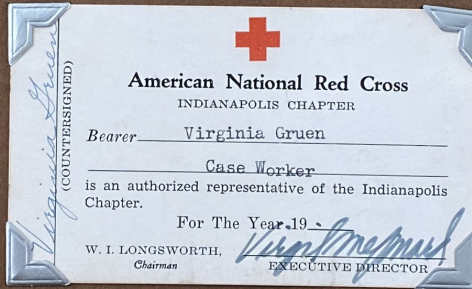 American National Red Cross
INDIANAPOLIS CHAPTER
Bearer Virginia Gruen
Case Worker
is an authorized representative of the Indianapolis
Chapter.
For The Year 19
W. I. LONGSWORTH,
Chairman
EXECUTIVE DIRECTOR
Virginia Gruen
(COUNTERSIGNED)